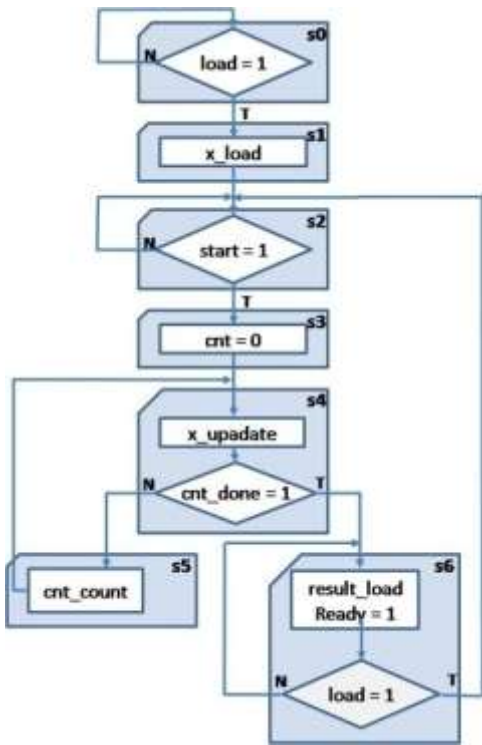 s0
N
load = 1
T
s1
x_load
s2
N
start = 1
T
s3
cnt = 0
s4
x_upadate
N
cnt_done = 1
T
s5
cnt_count
s6
result_load
Ready = 1
N
load = 1
T